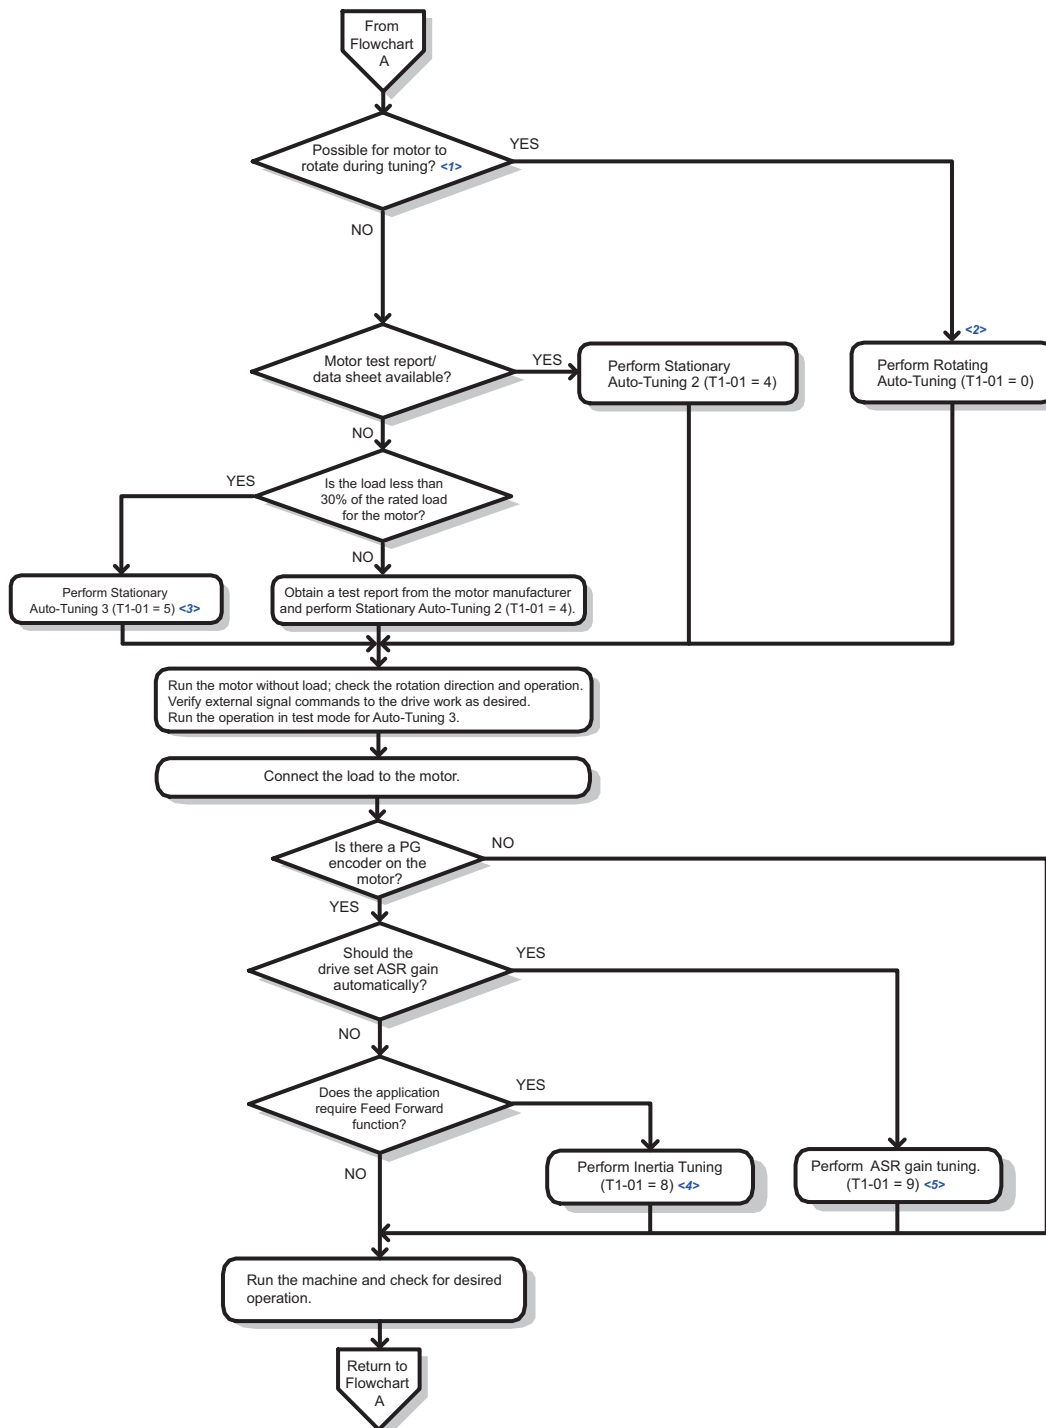 From
Flowchart
A
Possible for motor to
rotate during tuning? <1>
YES
NO
<2>
Motor test report/
data sheet available?
YES
Perform Stationary
Auto-Tuning 2 (T1-01 = 4)
Perform Rotating
Auto-Tuning (T1-01 = 0)
NO
YES
Is the load less than
30% of the rated load
for the motor?
NO
Perform Stationary
Auto-Tuning 3 (T1-01 = 5) <3>
Obtain a test report from the motor manufacturer
and perform Stationary Auto-Tuning 2 (T1-01 = 4).
Run the motor without load; check the rotation direction and operation.
Verify external signal commands to the drive work as desired.
Run the operation in test mode for Auto-Tuning 3.
Connect the load to the motor.
Is there a PG
encoder on the
motor?
NO
YES
Should the
drive set ASR gain
automatically?
YES
NO
Does the application
require Feed Forward
function?
YES
NO
Perform Inertia Tuning
(T1-01 = 8) <4>
Perform ASR gain tuning.
(T1-01 = 9) <5>
Run the machine and check for desired
operation.
Return to
Flowchart
A